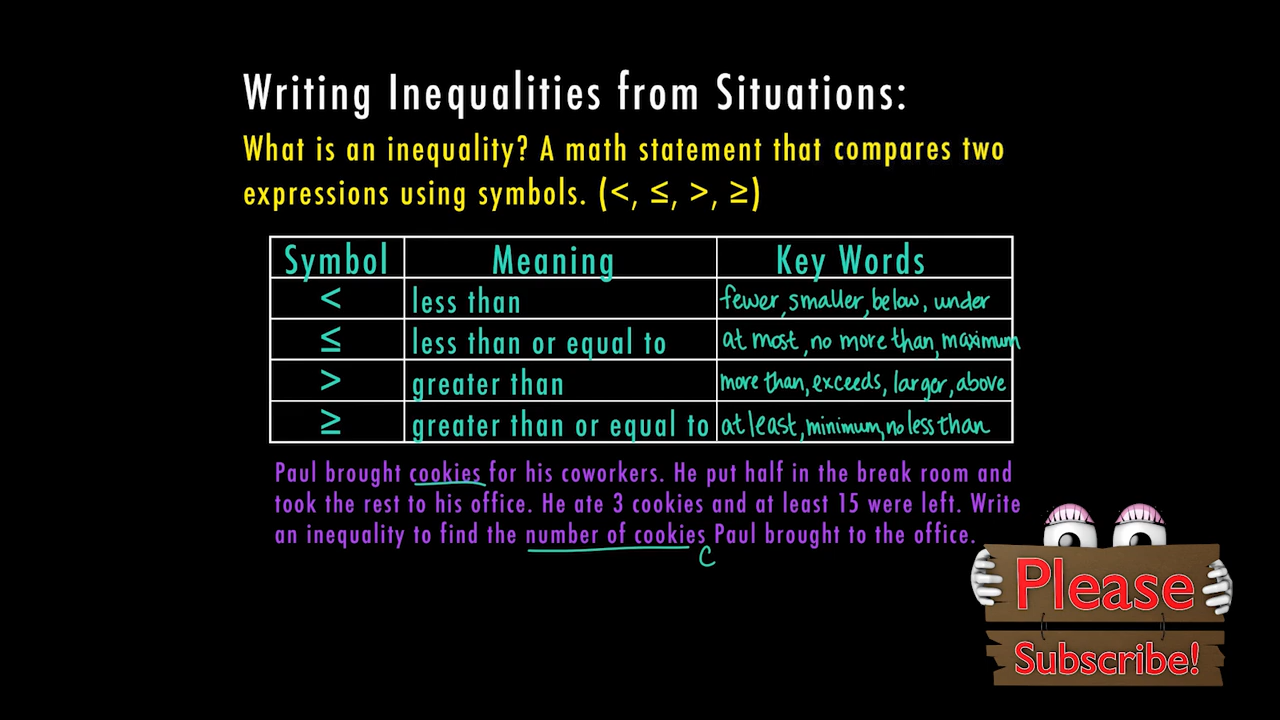 Writing Inequalities from Situations:
What is an inequality? A math statement that compares two
expressions using symbols. (<, ≤, >, ≥)
Symbol Meaning Key Words
< less than fewer, smaller, below, under
≤ less than or equal to at most, no more than, maximum
> greater than more than, exceeds, larger, above
≥ greater than or equal to at least, minimum, no less than
Paul brought cookies for his coworkers. He put half in the break room and
took the rest to his office. He ate 3 cookies and at least 15 were left. Write
an inequality to find the number of cookies Paul brought to the office.
C
Please
Subscribe!